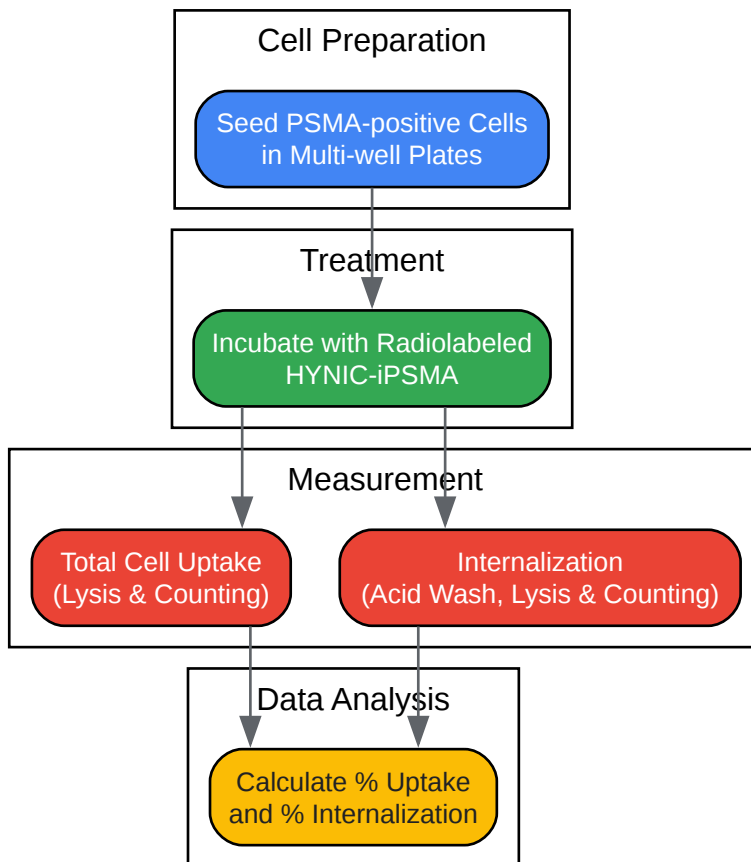 Cell Preparation
Seed PSMA-positive Cells
in Multi-well Plates
Treatment
Incubate with Radiolabeled
HYNIC-iPSMA
Measurement
Total Cell Uptake
(Lysis & Counting)
Internalization
(Acid Wash, Lysis & Counting)
Data Analysis
Calculate % Uptake
and % Internalization